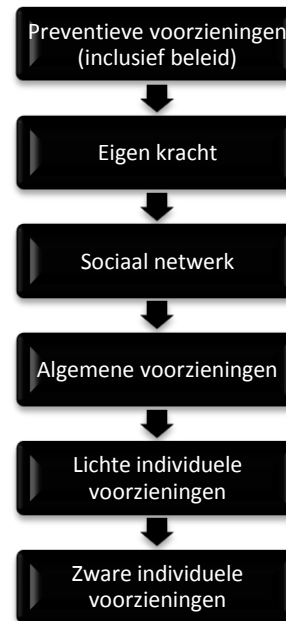 Preventieve voorzieningen
(inclusief beleid)
Eigen kracht
Sociaal netwerk
Algemene voorzieningen
Lichte individuele
voorzieningen
Zware individuele
voorzieningen